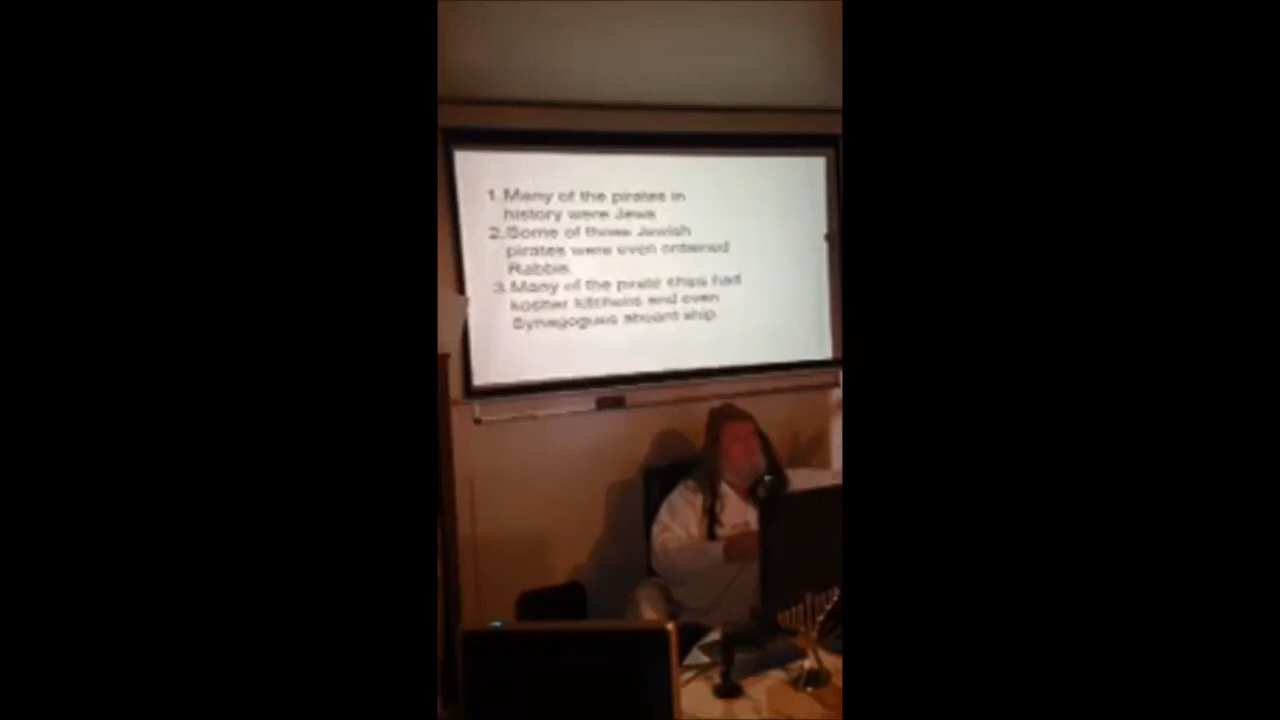 1. Many of the pirates in
history were Jews
2. Some of those Jewish
pirates were even ordained
Rabbis.
3. Many of the pirate ships had
kosher kitchens and even
Synagogues aboard ship